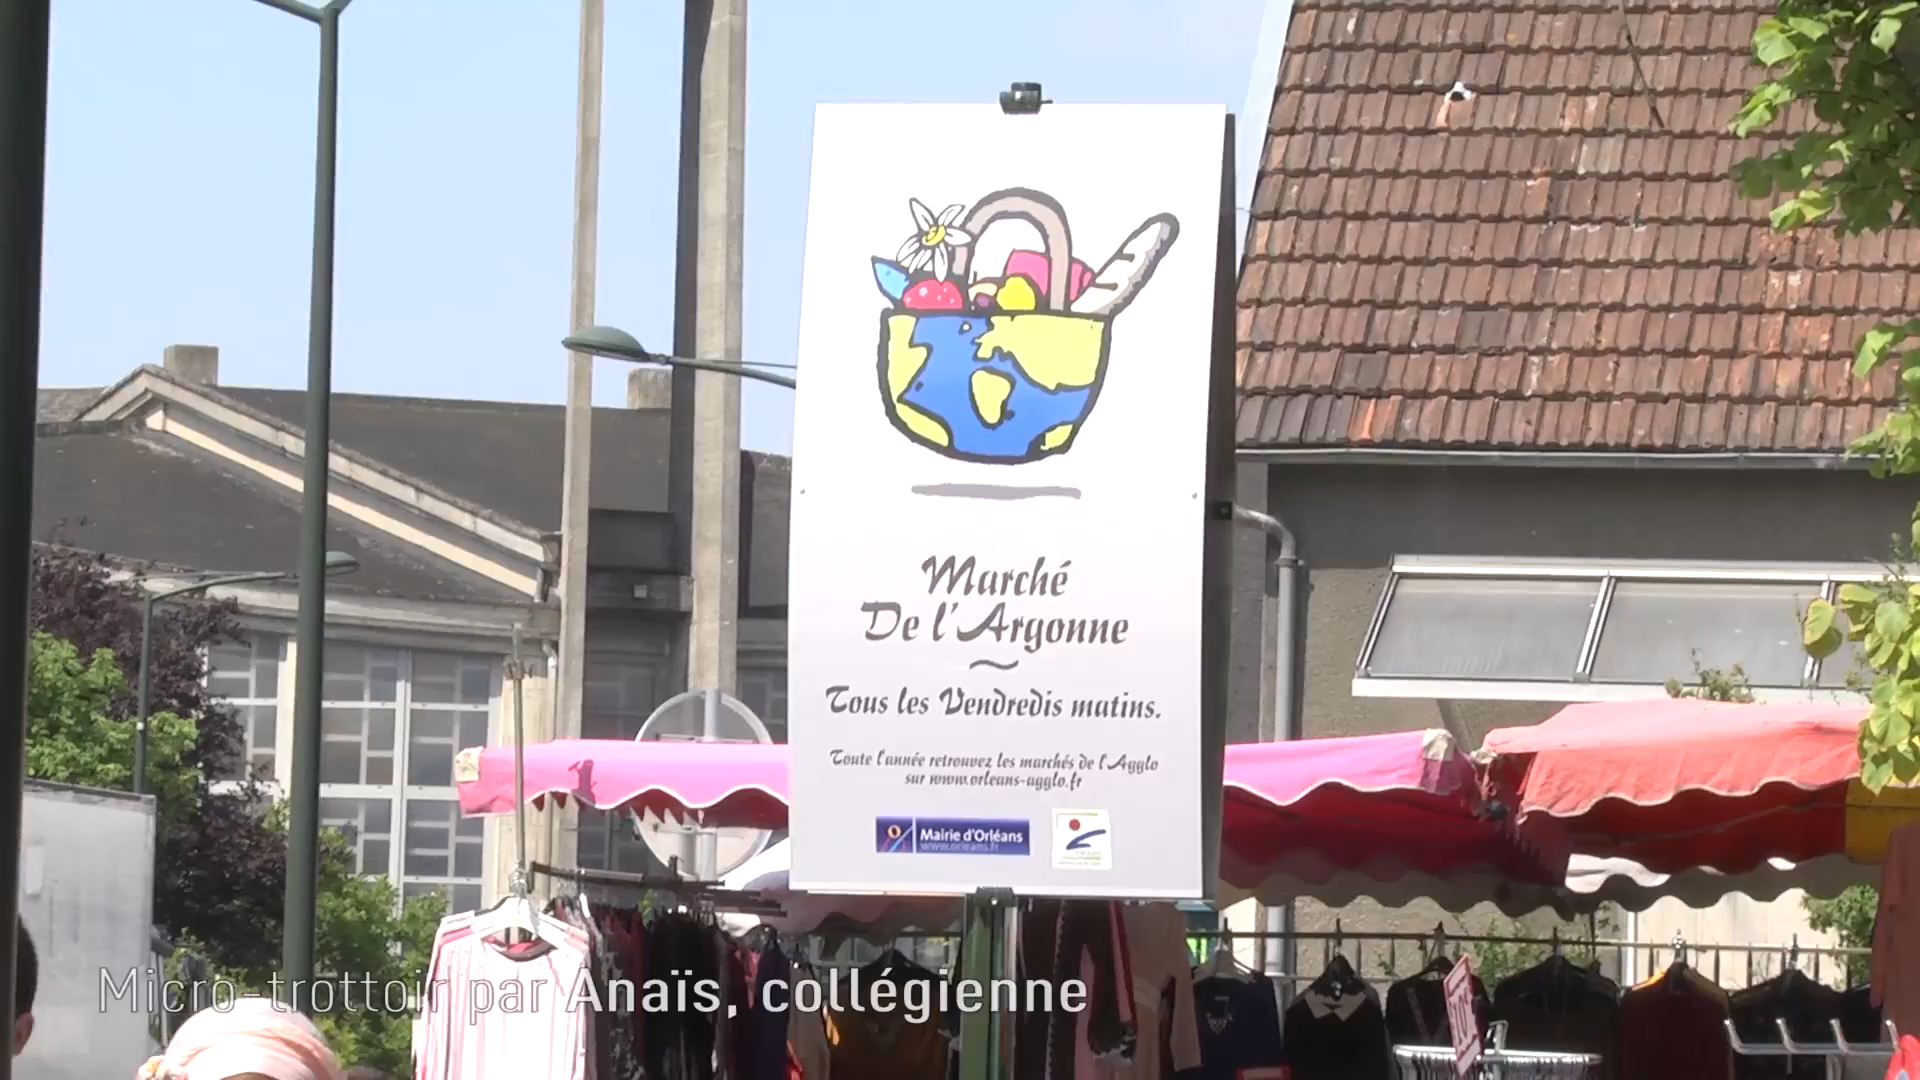 Marché
De l'Argonne
~
Tous les Vendredis matins.
Toute l'année retrouvez les marchés de l'Agglo
sur www.orleans-agglo.fr
Mairie d'Orléans
www.orleans.fr
Micro-trottoir par Anaïs, collégienne